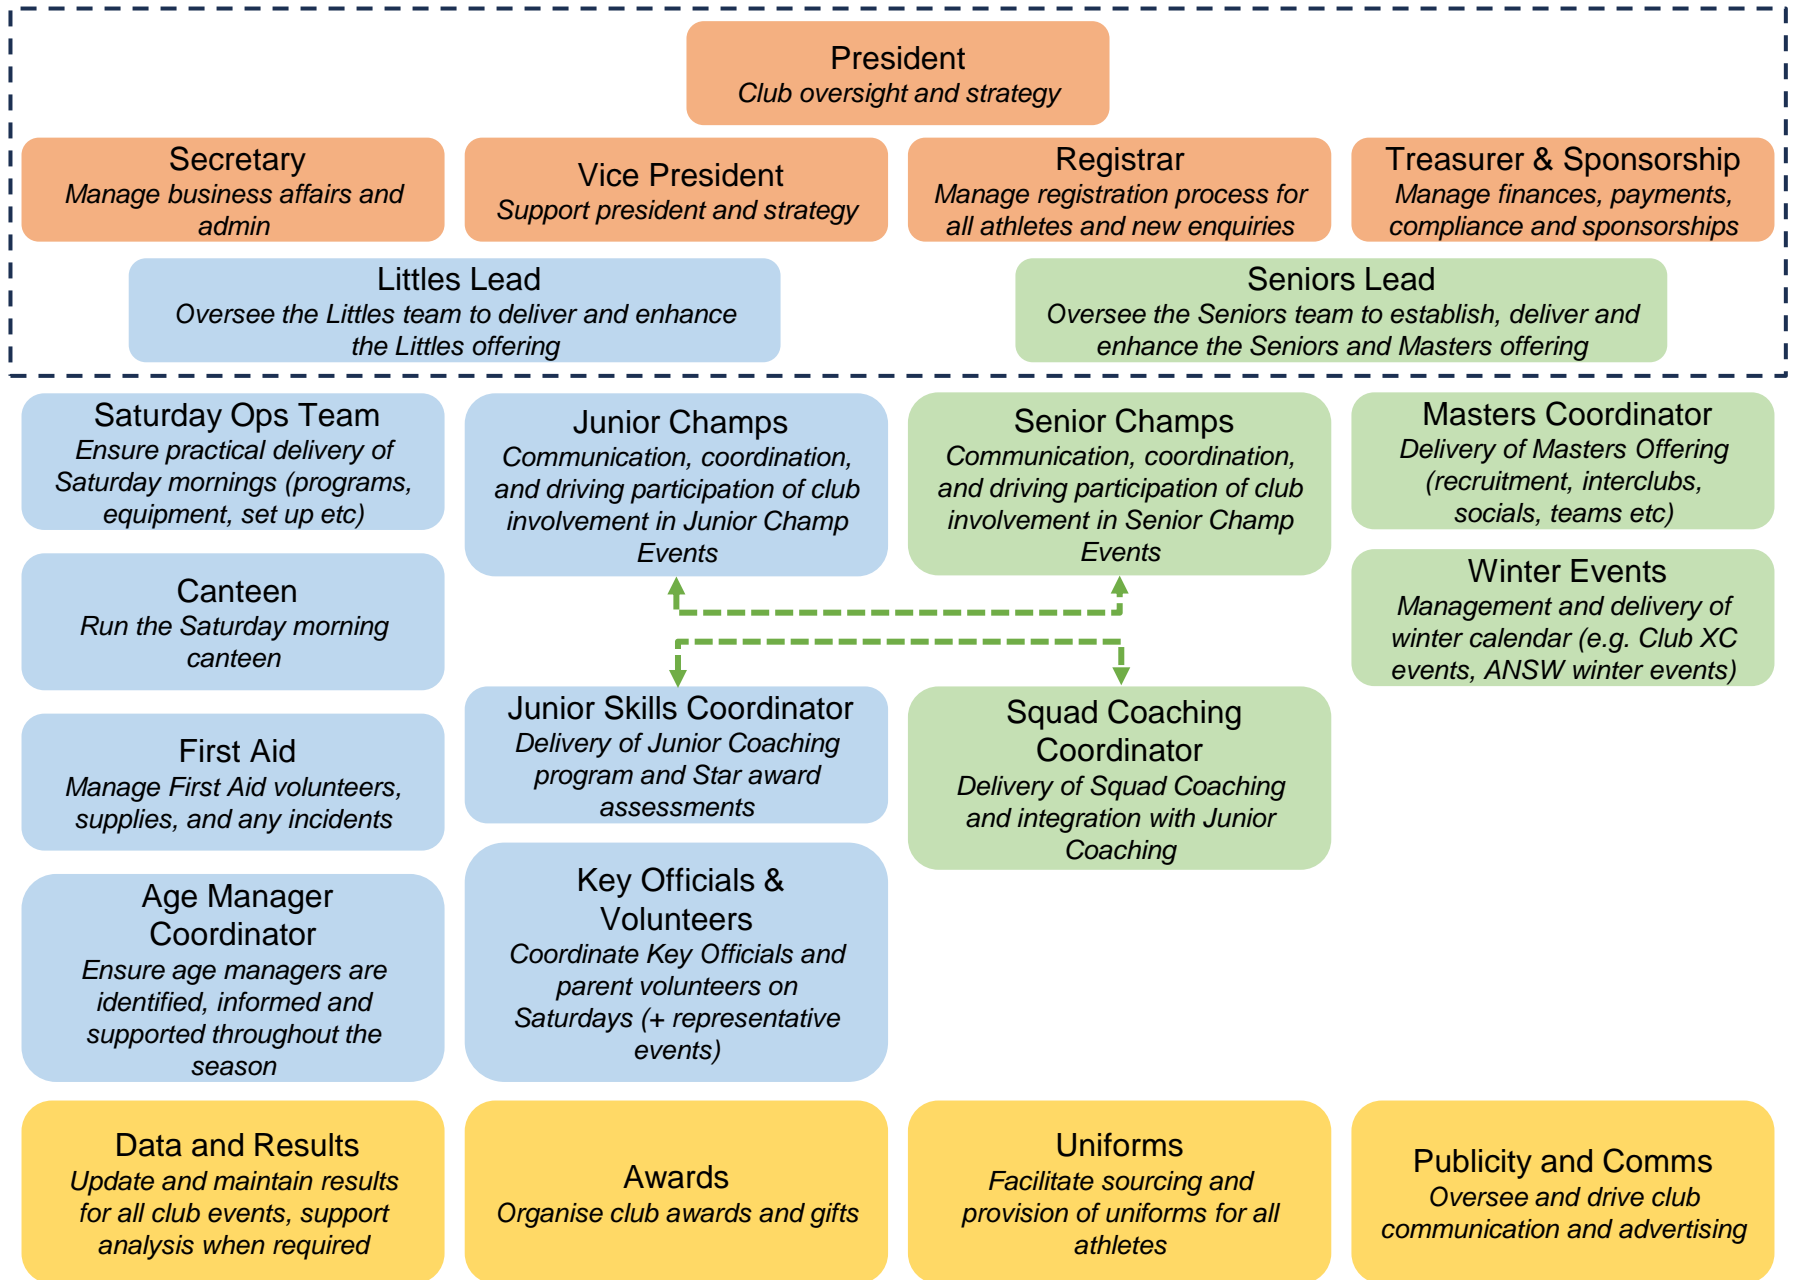 President
Club oversight and strategy
Secretary
Manage business affairs and
admin
Vice President
Support president and strategy
Registrar
Manage registration process for
all athletes and new enquiries
Treasurer & Sponsorship
Manage finances, payments,
compliance and sponsorships
Littles Lead
Oversee the Littles team to deliver and enhance
the Littles offering
Seniors Lead
Oversee the Seniors team to establish, deliver and
enhance the Seniors and Masters offering
Saturday Ops Team
Ensure practical delivery of
Saturday mornings (programs,
equipment, set up etc)
Junior Champs
Communication, coordination,
and driving participation of club
involvement in Junior Champ
Events
Senior Champs
Communication, coordination,
and driving participation of club
involvement in Senior Champ
Events
Masters Coordinator
Delivery of Masters Offering
(recruitment, interclubs,
socials, teams etc)
Canteen
Run the Saturday morning
canteen
Winter Events
Management and delivery of
winter calendar (e.g. Club XC
events, ANSW winter events)
First Aid
Manage First Aid volunteers,
supplies, and any incidents
Junior Skills Coordinator
Delivery of Junior Coaching
program and Star award
assessments
Squad Coaching
Coordinator
Delivery of Squad Coaching
and integration with Junior
Coaching
Age Manager
Coordinator
Ensure age managers are
identified, informed and
supported throughout the
season
Key Officials &
Volunteers
Coordinate Key Officials and
parent volunteers on
Saturdays (+ representative
events)
Data and Results
Update and maintain results
for all club events, support
analysis when required
Awards
Organise club awards and gifts
Uniforms
Facilitate sourcing and
provision of uniforms for all
athletes
Publicity and Comms
Oversee and drive club
communication and advertising